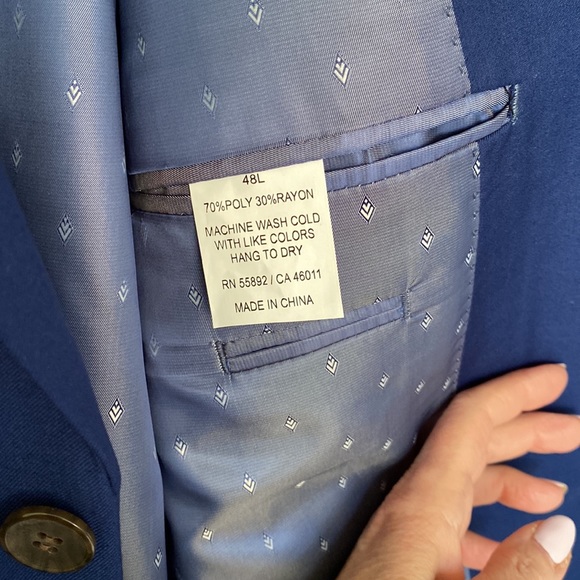 48L
70%POLY 30%RAYON
MACHINE WASH COLD
WITH LIKE COLORS
HANG TO DRY
RN 55892 / CA 46011
MADE IN CHINA